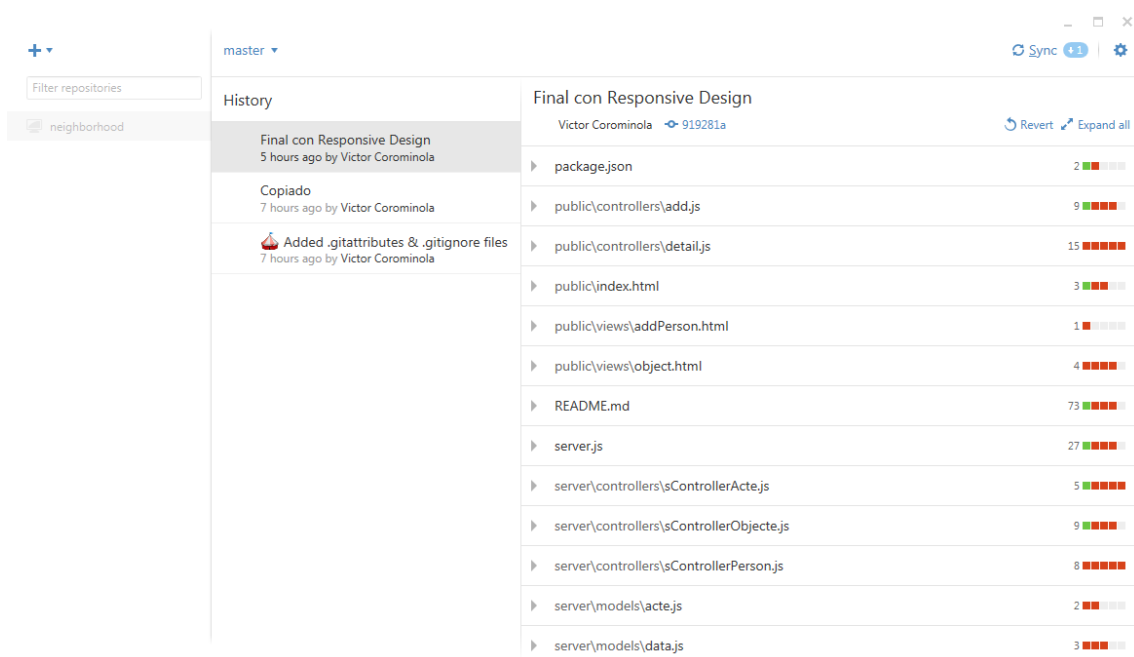 master
Sync
1
Filter repositories
neighborhood
History
Final con Responsive Design
5 hours ago by Victor Corominola
Copiado
7 hours ago by Victor Corominola
Added .gitattributes & .gitignore files
7 hours ago by Victor Corominola
Final con Responsive Design
Victor Corominola 919281a
Revert Expand all
package.json 2
public\controllers\add.js 9
public\controllers\detail.js 15
public\index.html 3
public\views\addPerson.html 1
public\views\object.html 4
README.md 73
server.js 27
server\controllers\sControllerActe.js 5
server\controllers\sControllerObjecte.js 9
server\controllers\sControllerPerson.js 8
server\models\acte.js 2
server\models\data.js 3